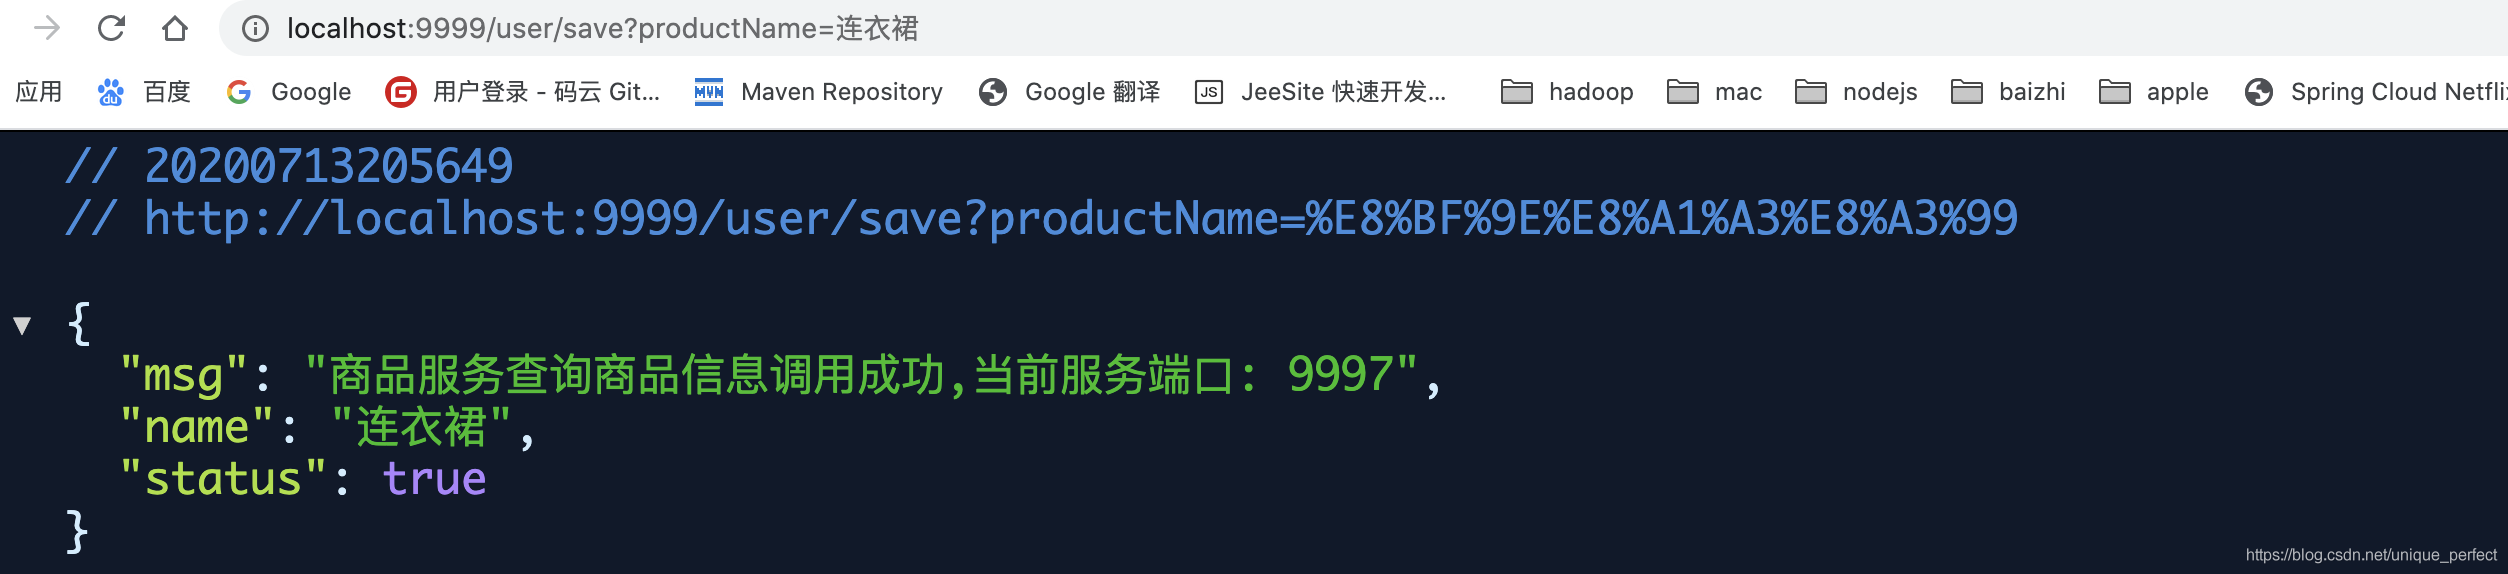 localhost:9999/user/save?productName=连衣裙
应用 百度 Google 用户登录 - 码云 Git... Maven Repository Google 翻译 JeeSite 快速开发... hadoop mac nodejs baizhi apple Spring Cloud Netfli
// 20200713205649
// http://localhost:9999/user/save?productName=%E8%BF%9E%E8%A1%A3%E8%A3%99
{
"msg": "商品服务查询商品信息调用成功,当前服务端口: 9997",
"name": "连衣裙",
"status": true
}
https://blog.csdn.net/unique_perfect